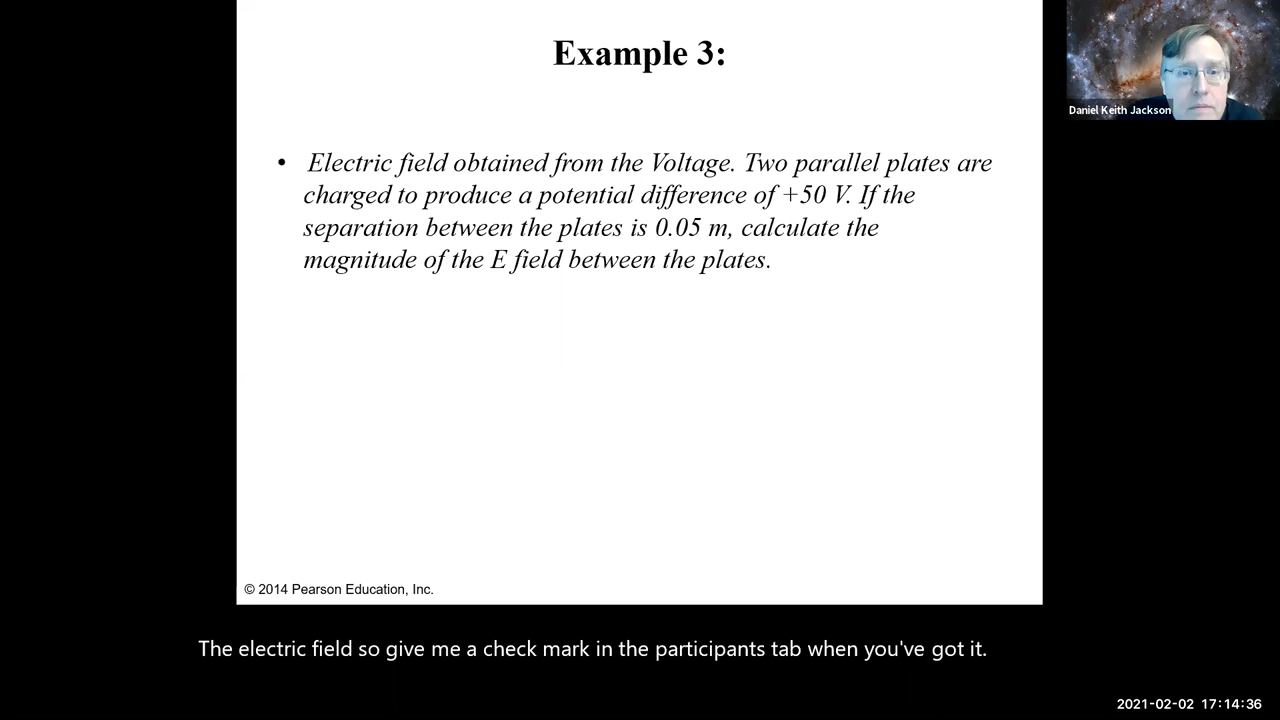 Example 3:
Daniel Keith Jackson
• Electric field obtained from the Voltage. Two parallel plates are
charged to produce a potential difference of +50 V. If the
separation between the plates is 0.05 m, calculate the
magnitude of the E field between the plates.
© 2014 Pearson Education, Inc.
The electric field so give me a check mark in the participants tab when you've got it.
2021-02-02 17:14:36